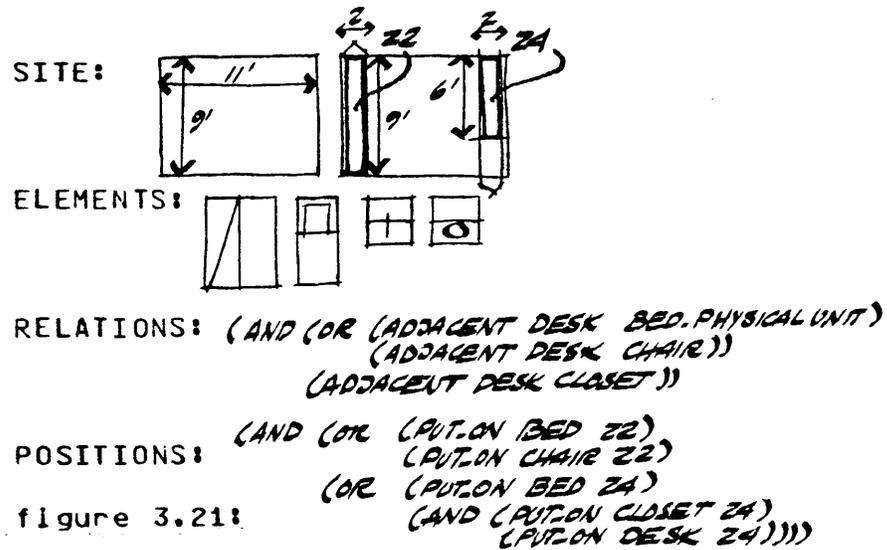 2 2
Z2 Z4
SITE: 11' 6'
9' 9'
ELEMENTS:
RELATIONS: (AND (OR (ADJACENT DESK BED.PHYSICAL UNIT)
(ADJACENT DESK CHAIR))
(ADJACENT DESK CLOSET))
(AND (OR (PUT-ON BED Z2)
POSITIONS: (PUT-ON CHAIR Z2)
(OR (PUT-ON BED Z4)
figure 3.21: (AND (PUT-ON CLOSET Z4)
(PUT-ON DESK Z4))))